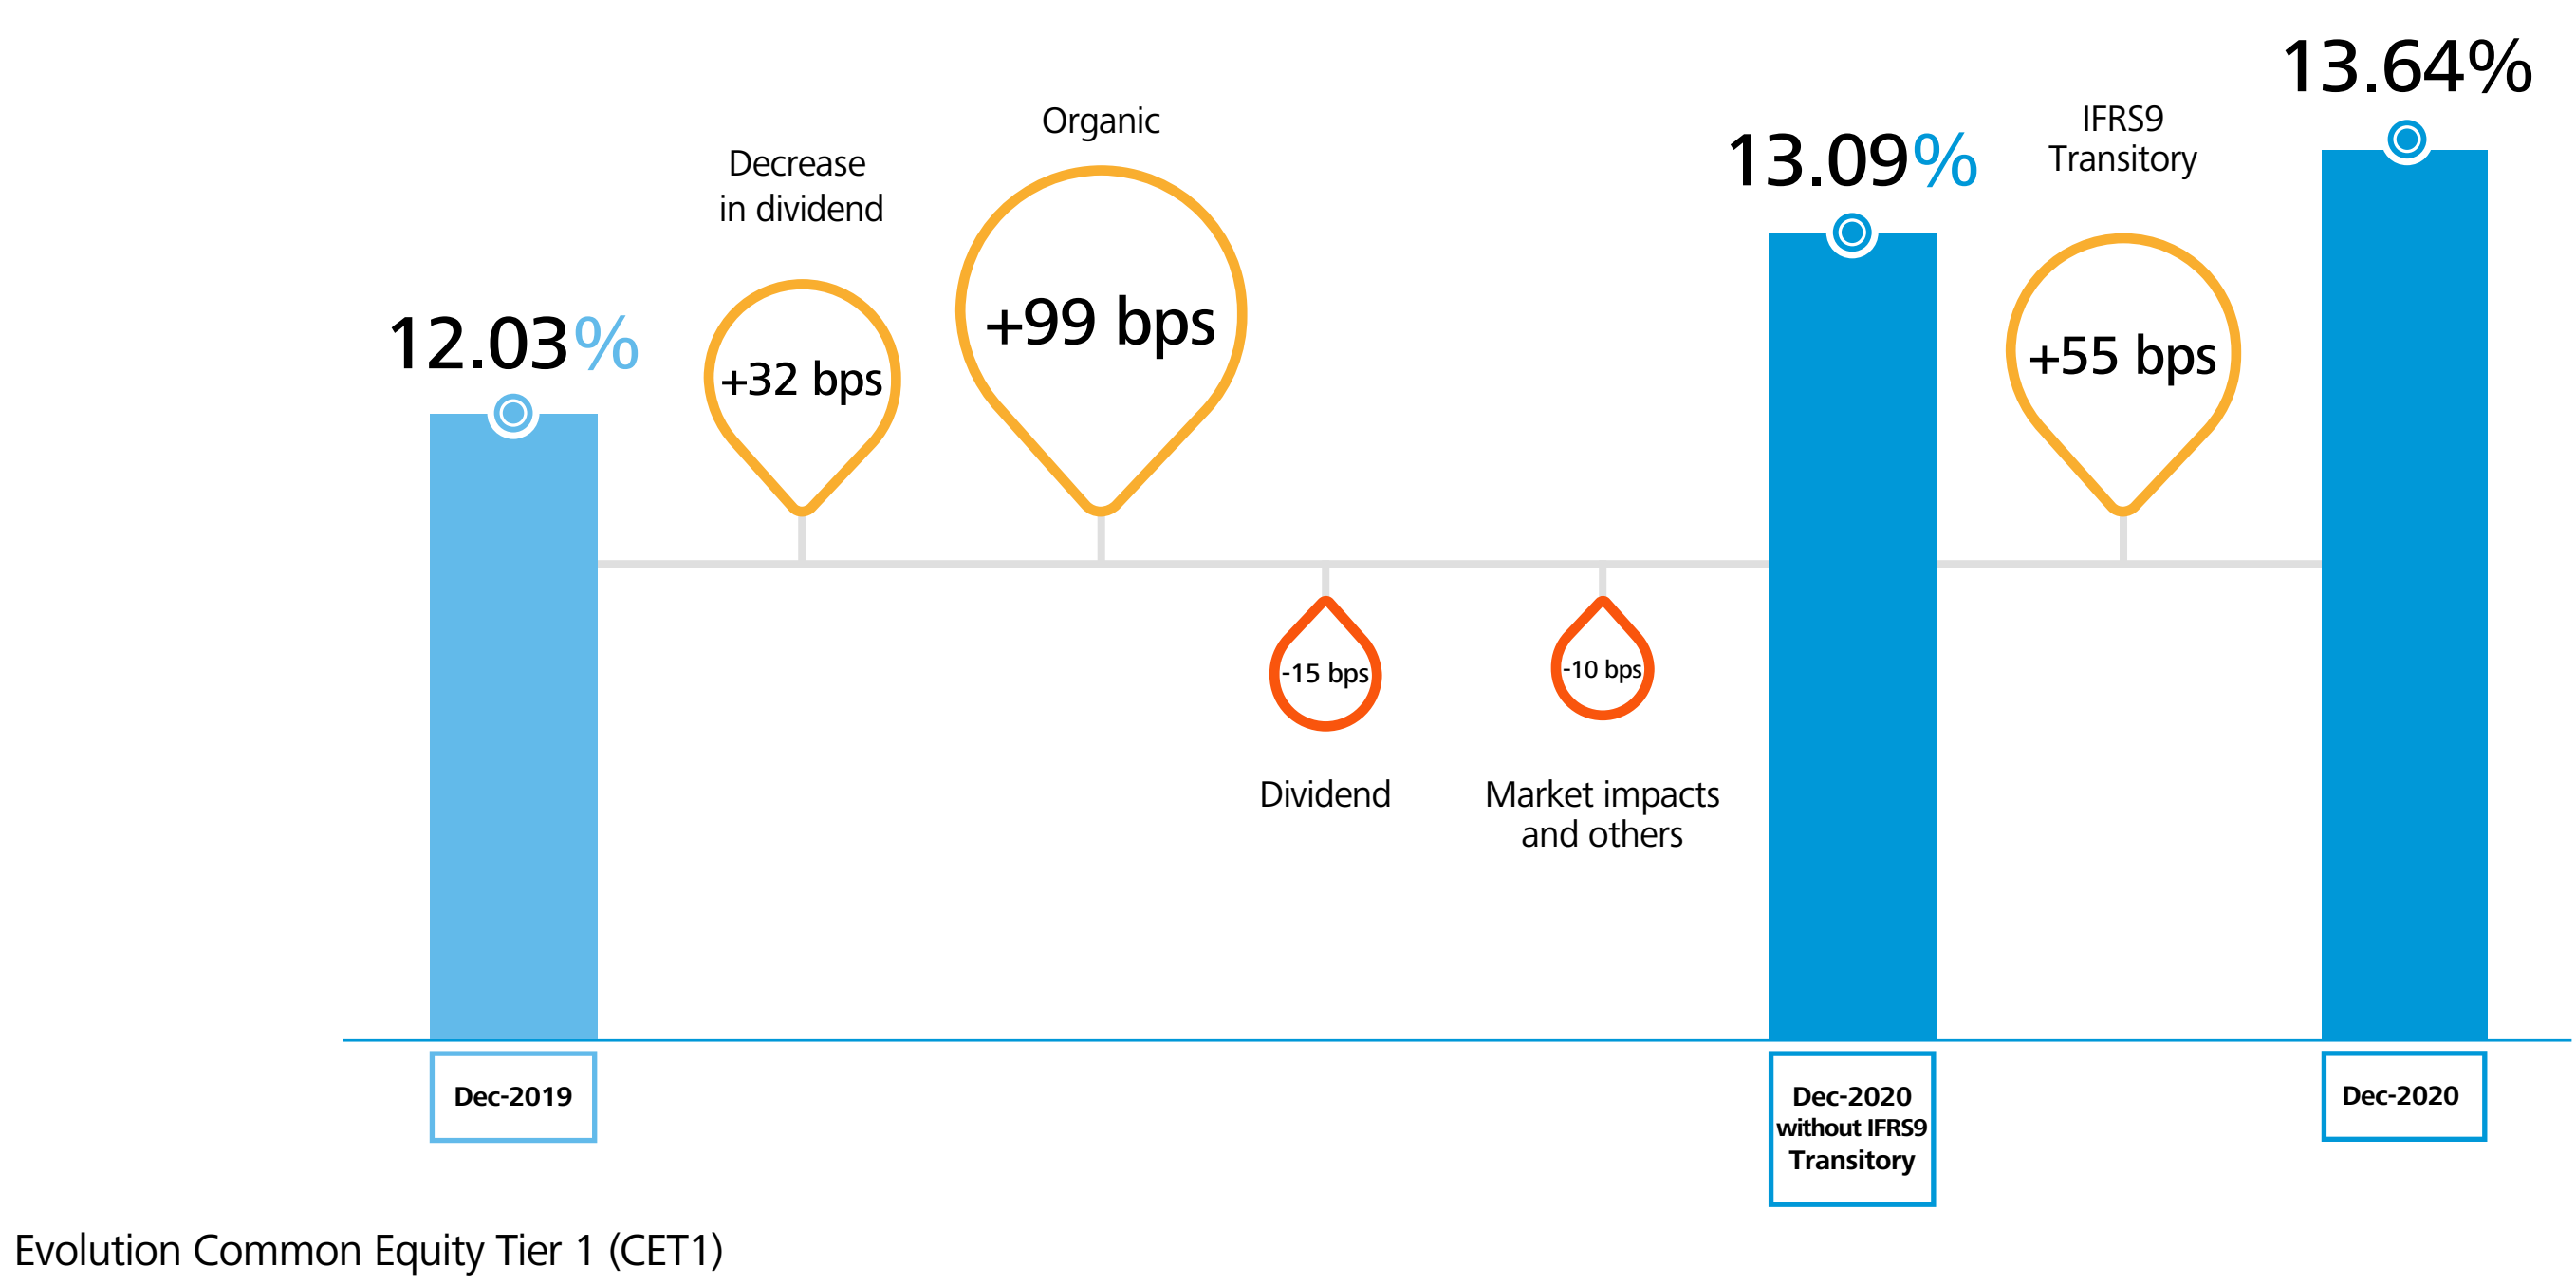 12.03%
Decrease
in dividend
+32 bps
Organic
+99 bps
-15 bps
Dividend
-10 bps
Market impacts
and others
13.09%
IFRS9
Transitory
+55 bps
13.64%
Dec-2019
Dec-2020
without IFRS9
Transitory
Dec-2020
Evolution Common Equity Tier 1 (CET1)